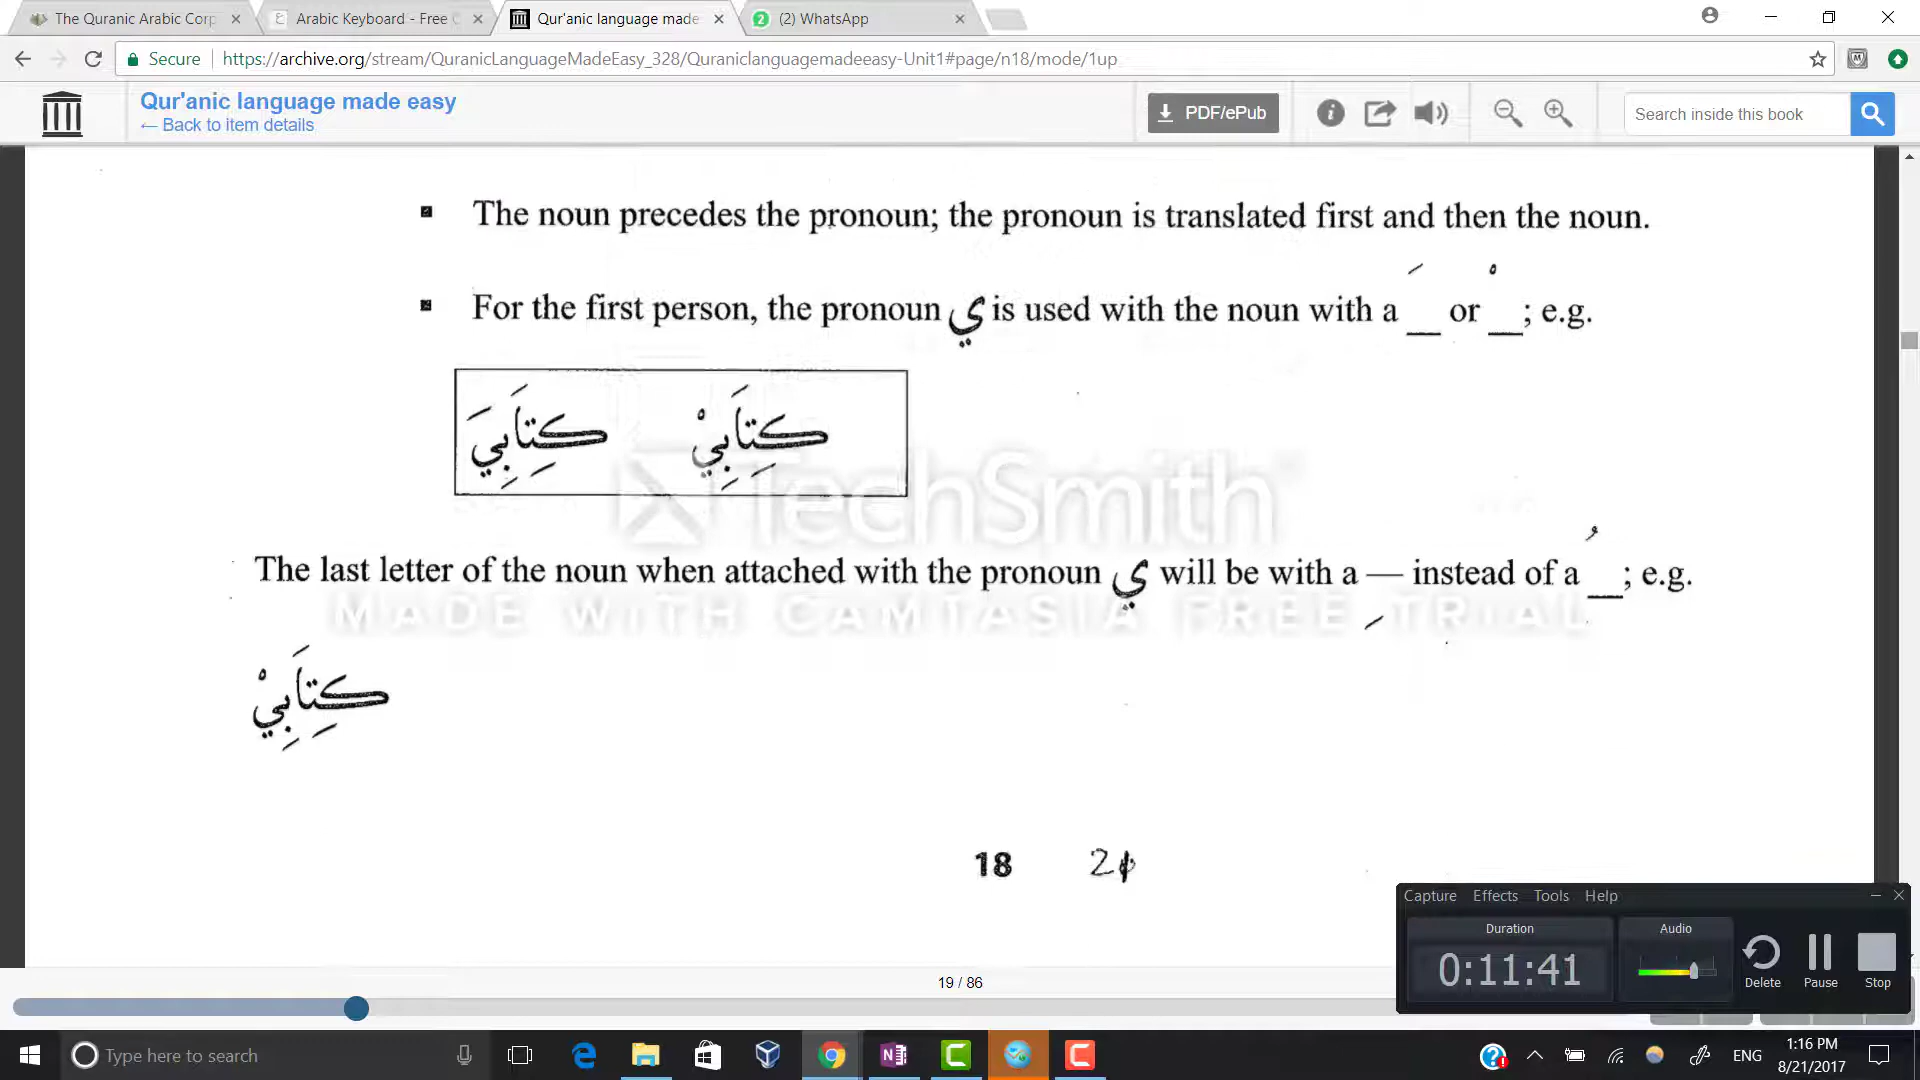 The Quranic Arabic Corp
Arabic Keyboard - Free C
Qur'anic language made
(2) WhatsApp
Secure
https://archive.org/stream/QuranicLanguageMadeEasy_328/Quraniclanguagemadeeasy-Unit1#page/n18/mode/1up
Qur'anic language made easy
← Back to item details
PDF/ePub
Search inside this book
▪ The noun precedes the pronoun; the pronoun is translated first and then the noun.
▪ For the first person, the pronoun ي is used with the noun with a َ or ْ ; e.g.
كِتَابِيْ كِتَابِيَ
The last letter of the noun when attached with the pronoun ي will be with a ِ instead of a ُ ; e.g.
كِتَابِيْ
TechSmith
MADE WITH CAMTASIA FREE TRIAL
18
19 / 86
Capture Effects Tools Help
Duration
Audio
0:11:41
Delete Pause Stop
Type here to search
ENG
1:16 PM
8/21/2017